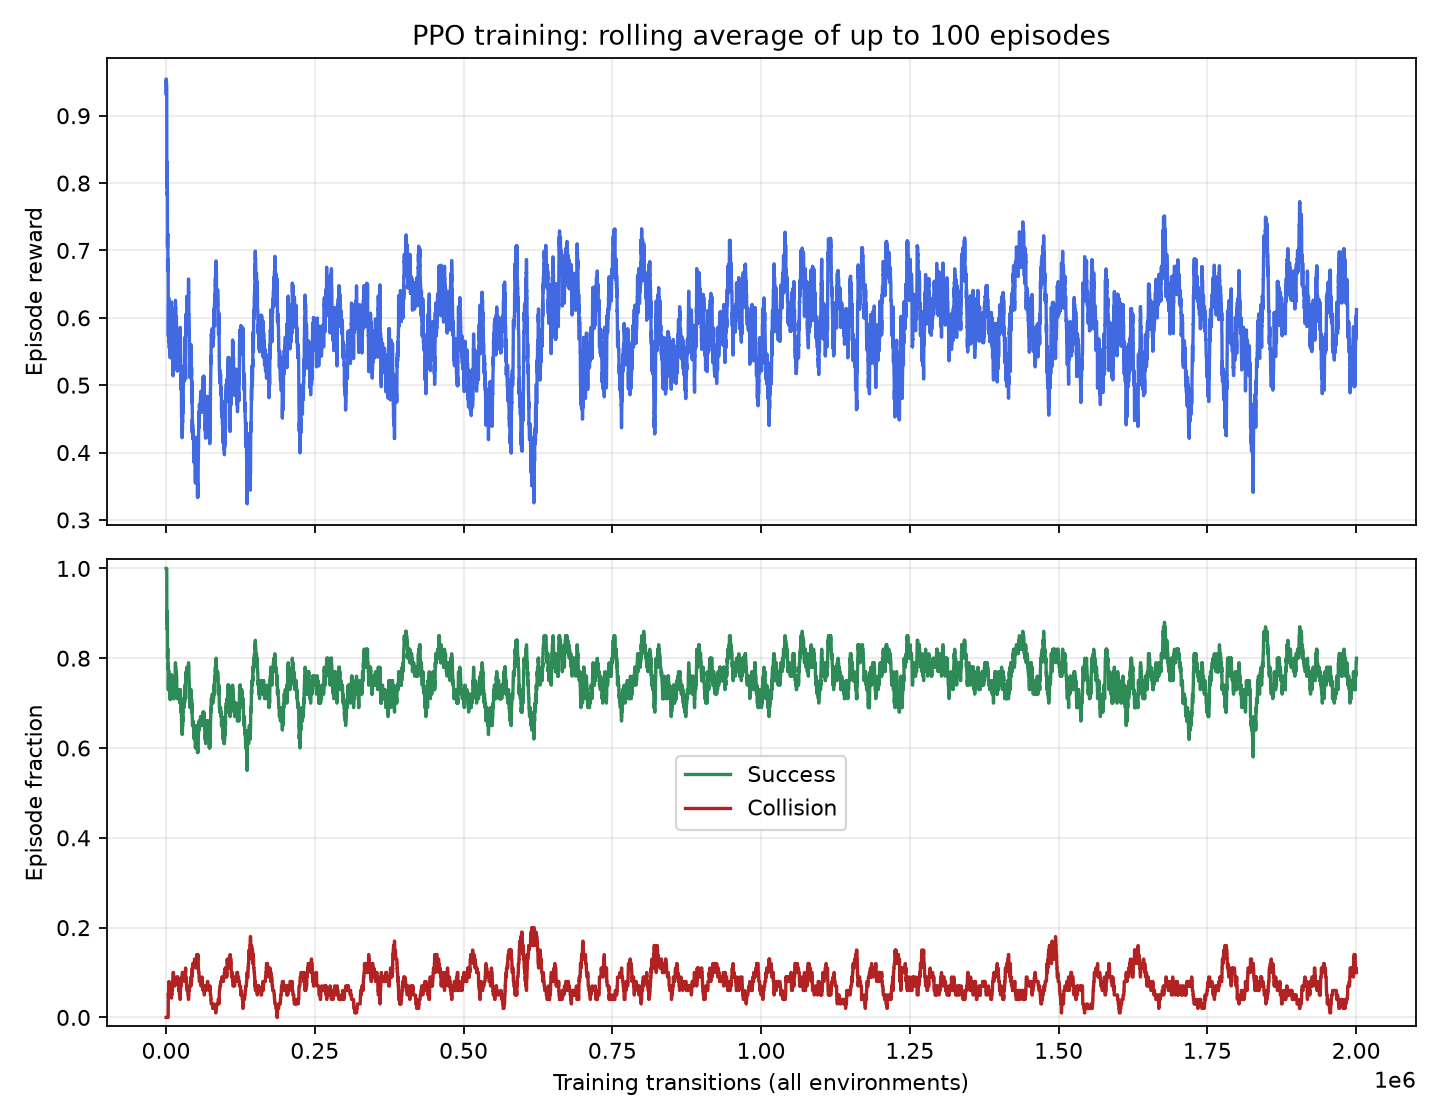 PPO training: rolling average of up to 100 episodes
Episode reward
0.9
0.8
0.7
0.6
0.5
0.4
0.3
Episode fraction
1.0
0.8
0.6
0.4
0.2
0.0
Success
Collision
0.00 0.25 0.50 0.75 1.00 1.25 1.50 1.75 2.00
Training transitions (all environments)
1e6